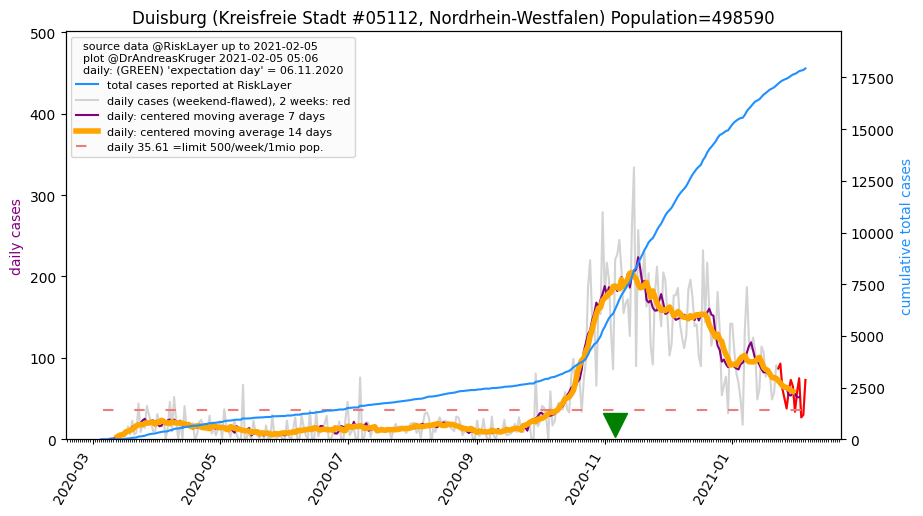 Duisburg (Kreisfreie Stadt #05112, Nordrhein-Westfalen) Population=498590
source data @RiskLayer up to 2021-02-05
plot @DrAndreasKruger 2021-02-05 05:06
daily: (GREEN) 'expectation day' = 06.11.2020
total cases reported at RiskLayer
daily cases (weekend-flawed), 2 weeks: red
daily: centered moving average 7 days
daily: centered moving average 14 days
daily 35.61 =limit 500/week/1mio pop.
daily cases
500
400
300
200
100
0
cumulative total cases
17500
15000
12500
10000
7500
5000
2500
0
2020-03
2020-05
2020-07
2020-09
2020-11
2021-01